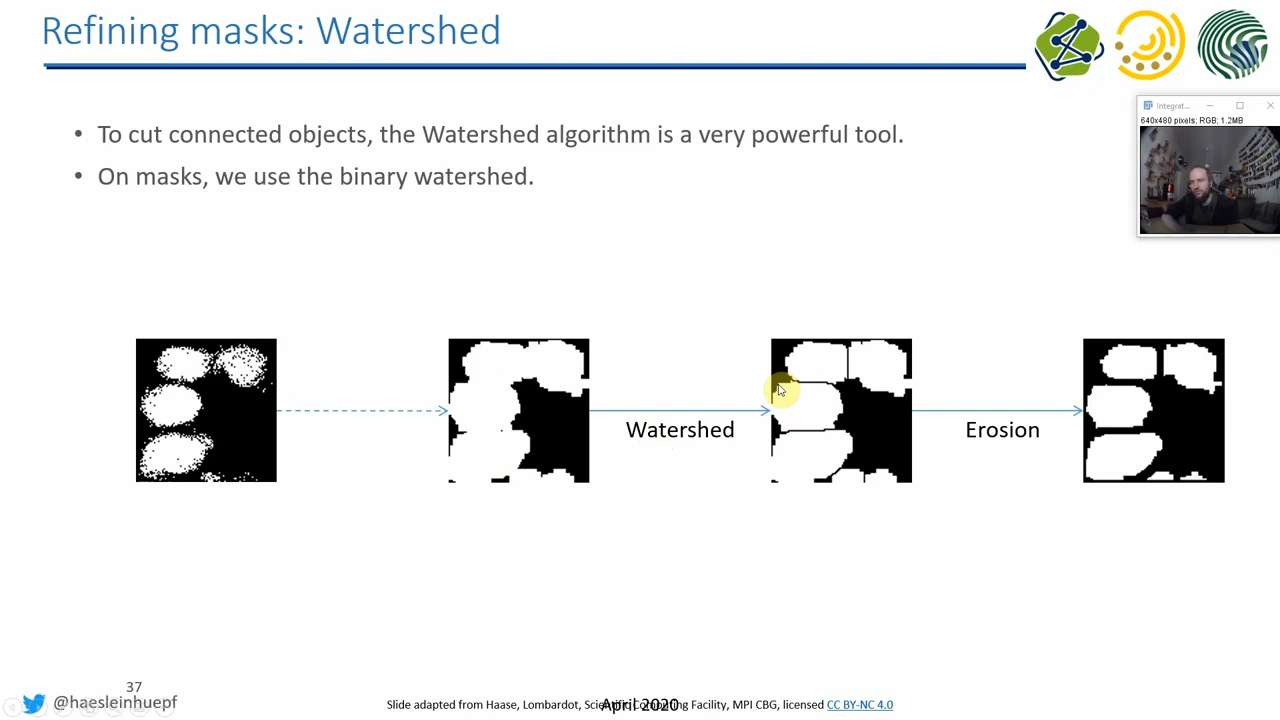 Refining masks: Watershed
Integrat...
640x480 pixels; RGB; 1.2MB
• To cut connected objects, the Watershed algorithm is a very powerful tool.
• On masks, we use the binary watershed.
Watershed
Erosion
37
@haesleinhuepf
Slide adapted from Haase, Lombardot, Scientific Computing Facility, MPI CBG, licensed CC BY-NC 4.0
April 2020